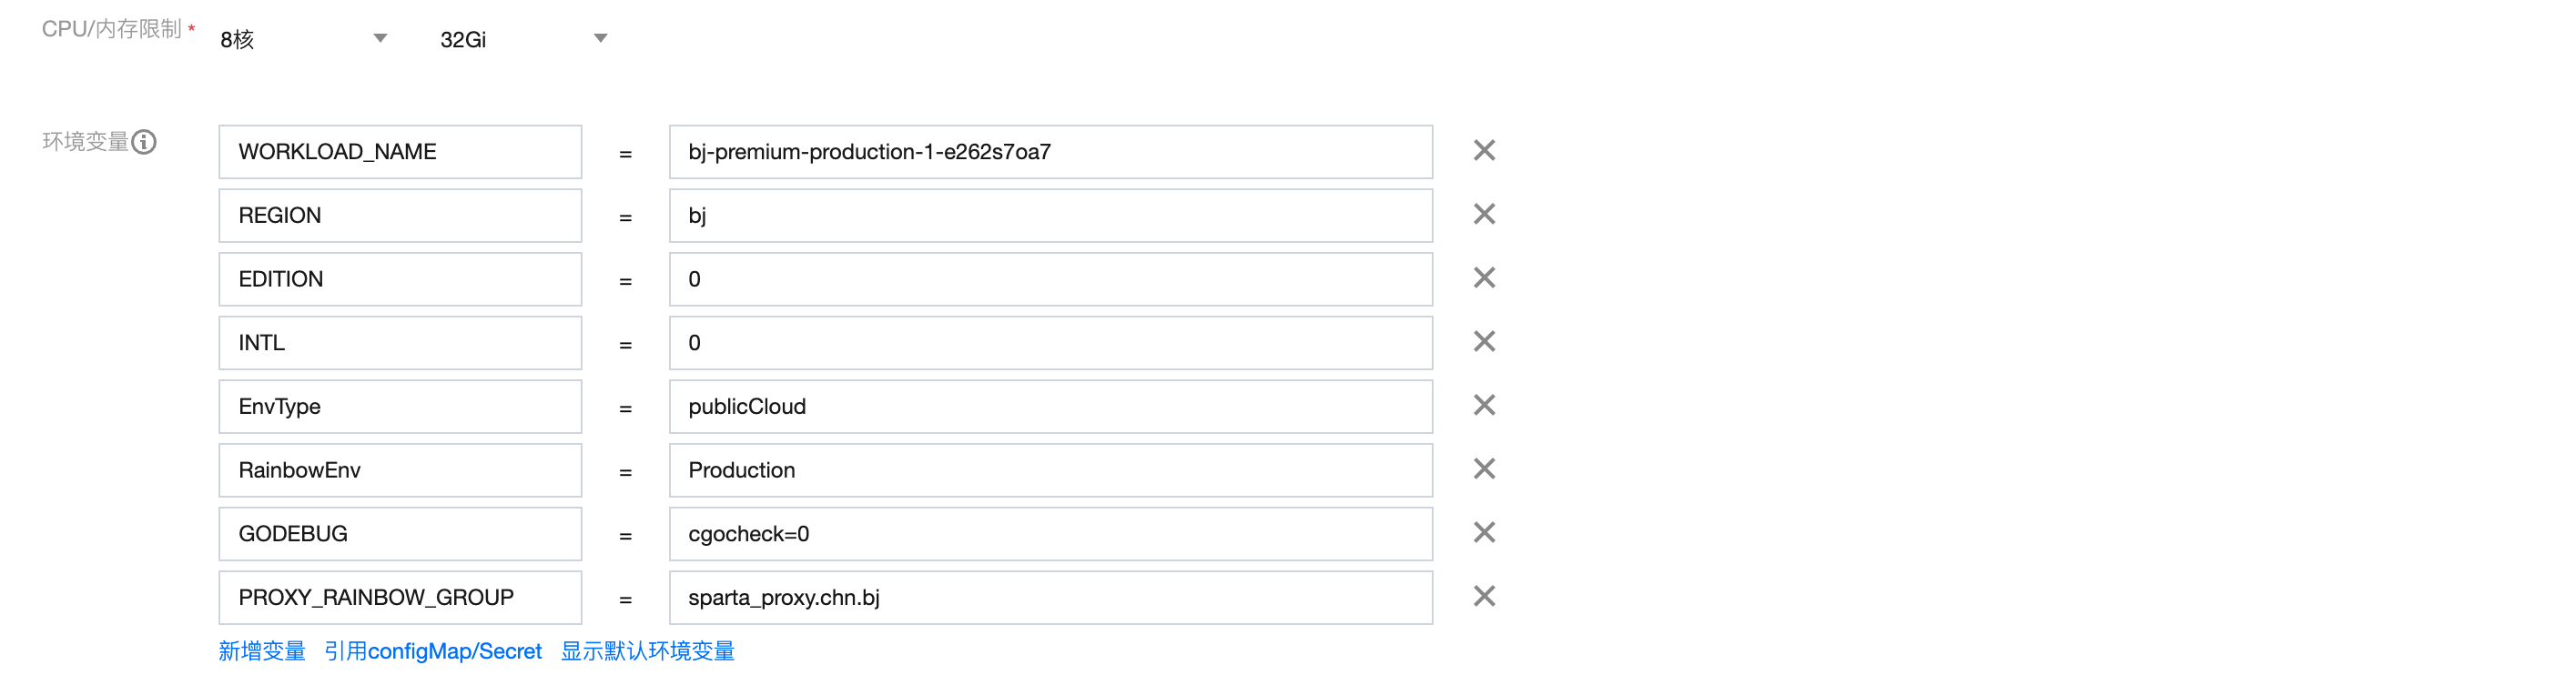 CPU/内存限制 * 8核 32Gi
环境变量 WORKLOAD_NAME = bj-premium-production-1-e262s7oa7
REGION = bj
EDITION = 0
INTL = 0
EnvType = publicCloud
RainbowEnv = Production
GODEBUG = cgocheck=0
PROXY_RAINBOW_GROUP = sparta_proxy.chn.bj
新增变量 引用configMap/Secret 显示默认环境变量